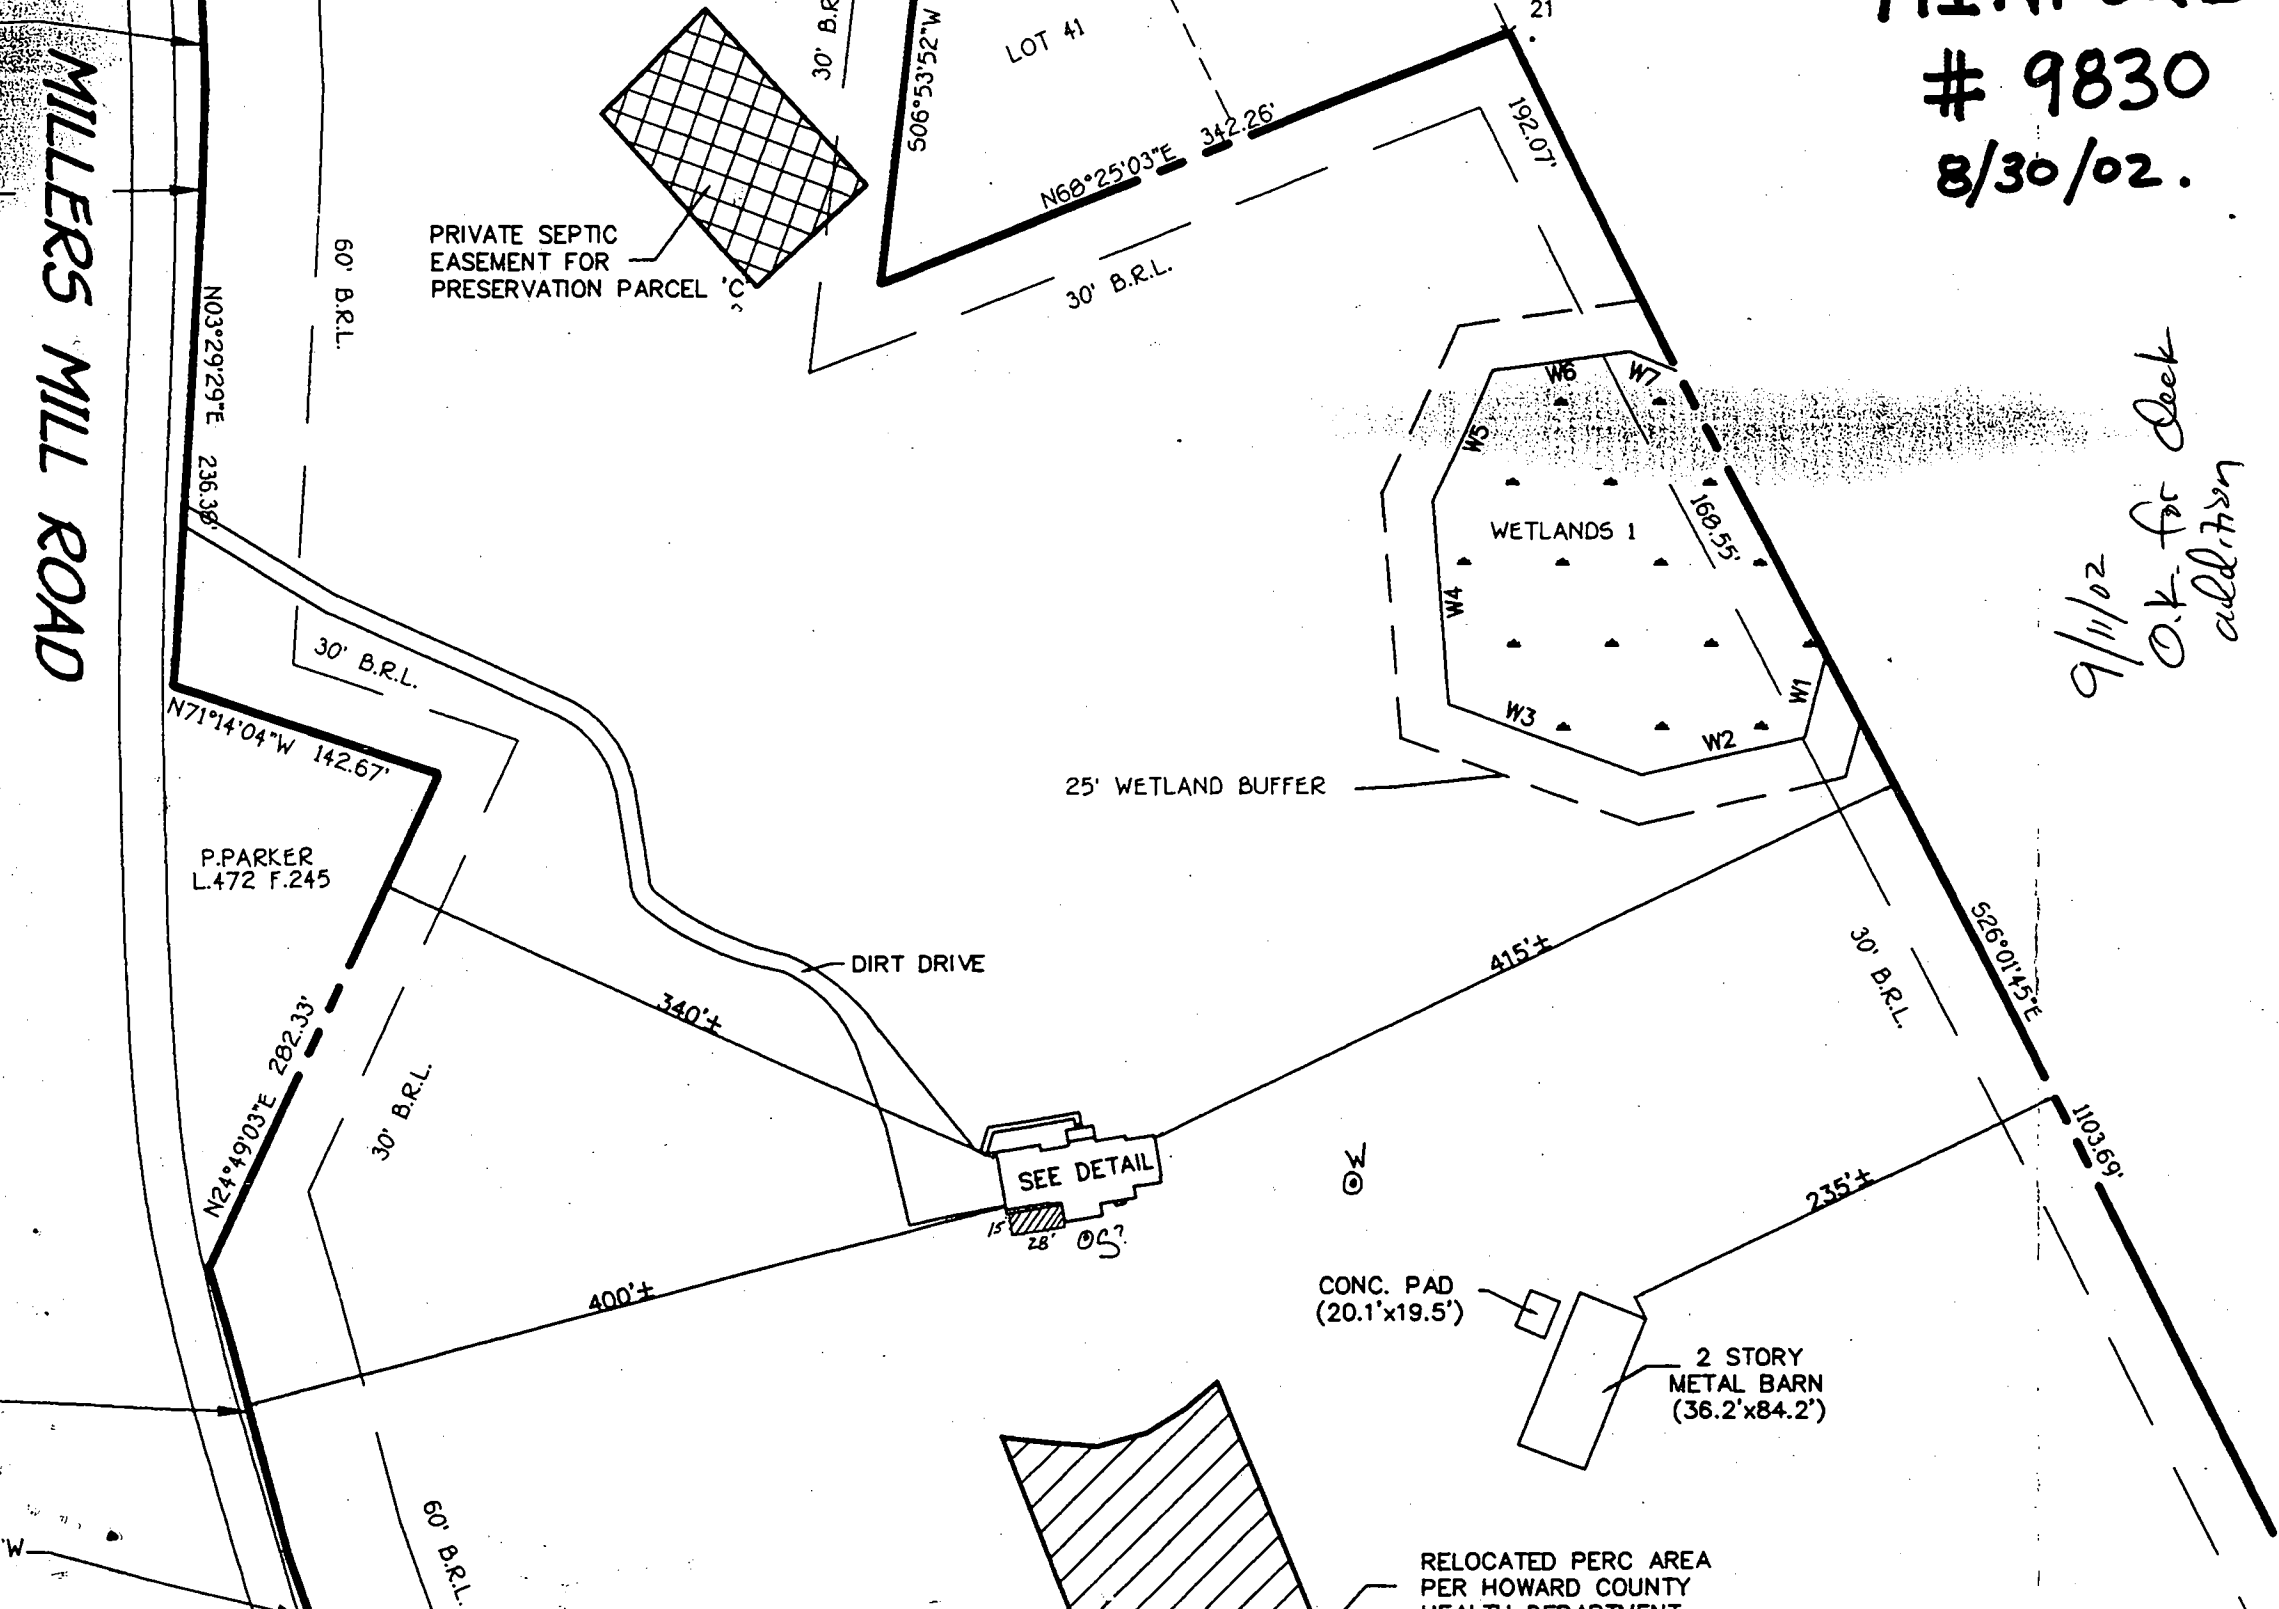 21
# 9830
8/30/02.
LOT 41
30' B.R.
S06°53'52"W
N68°25'03"E 342.26'
192.07'
30' B.R.L.
PRIVATE SEPTIC
EASEMENT FOR
PRESERVATION PARCEL 'C'
MILLERS MILL ROAD
60' B.R.L.
N03°29'29"E 236.38'
30' B.R.L.
N71°14'04"W 142.67'
P.PARKER
L.472 F.245
W6
W7
W5
WETLANDS 1
168.55'
W4
W1
W3
W2
25' WETLAND BUFFER
9/11/02
O.K. for deck
addition
DIRT DRIVE
340'±
415'±
30' B.R.L.
S26°01'45"E
N24°49'03"E 282.33'
30' B.R.L.
SEE DETAIL
15'
28'
S?
W
1103.69'
235'±
400'±
CONC. PAD
(20.1'x19.5')
2 STORY
METAL BARN
(36.2'x84.2')
60' B.R.L.
'W
RELOCATED PERC AREA
PER HOWARD COUNTY
HEALTH DEPARTMENT